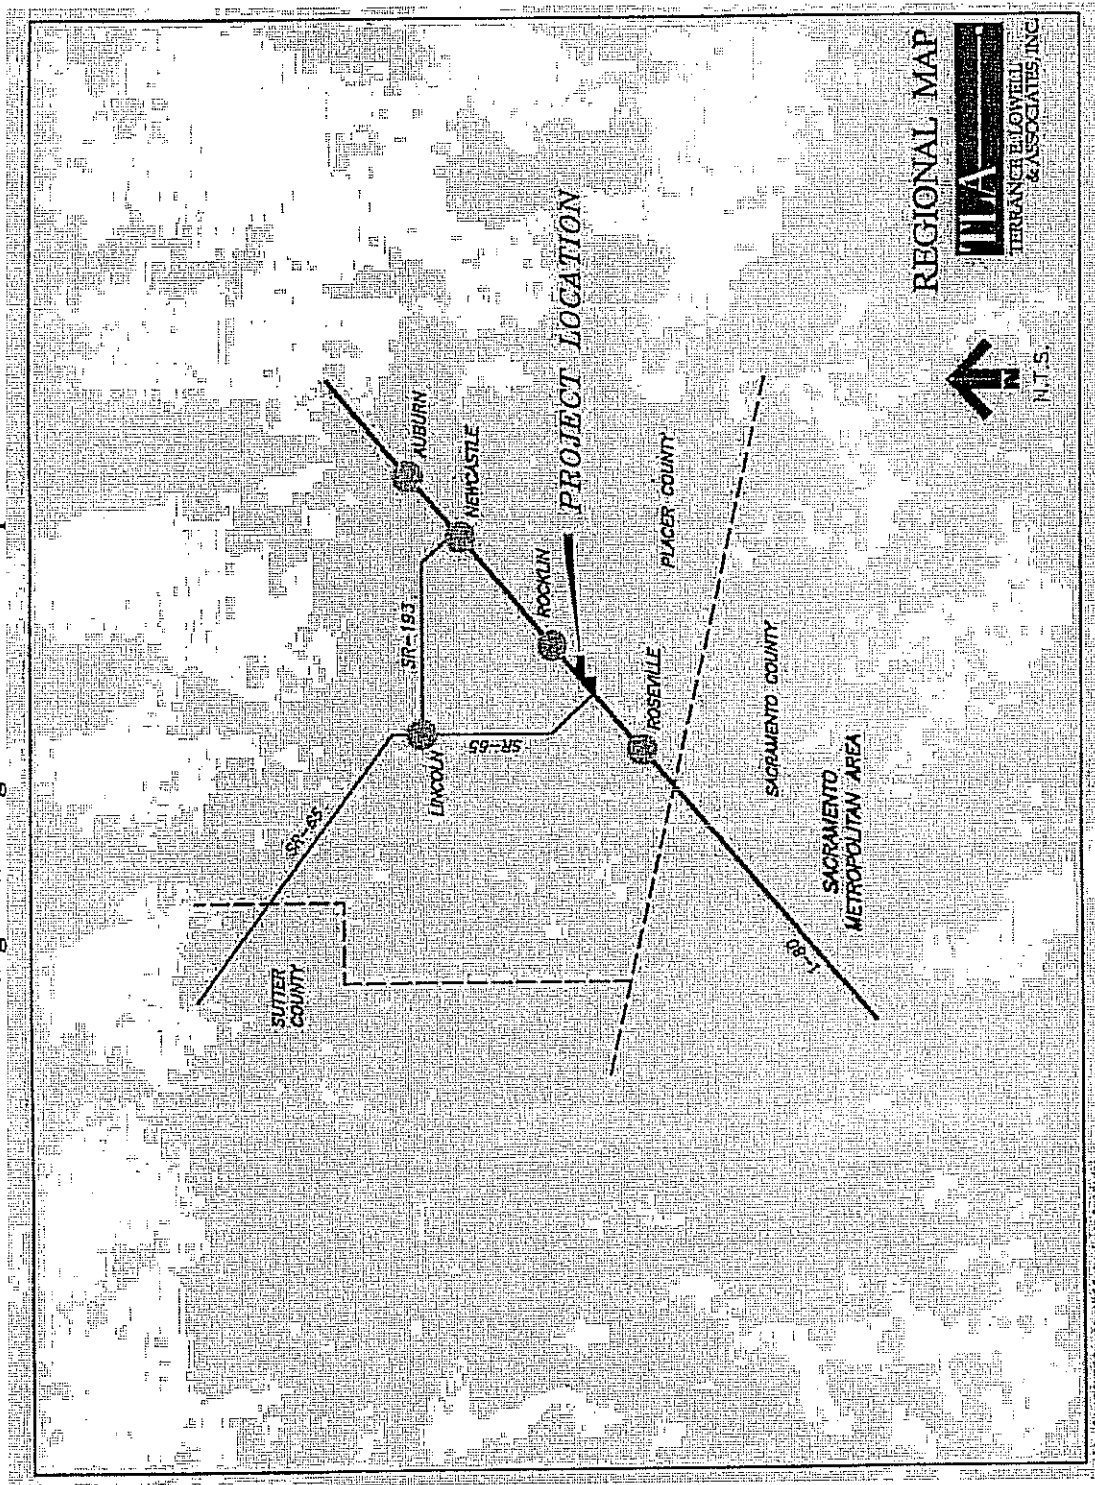 REGIONAL MAP
TLA
TERRANCE E. LOWELL
& ASSOCIATES, INC.
N
N.T.S.
AUBURN
NEWCASTLE
SR-193
ROCKLIN
PROJECT LOCATION
LINCOLN
SR-65
SR-65
ROSEVILLE
PLACER COUNTY
SUTTER
COUNTY
SACRAMENTO COUNTY
SACRAMENTO
METROPOLITAN AREA
I-80